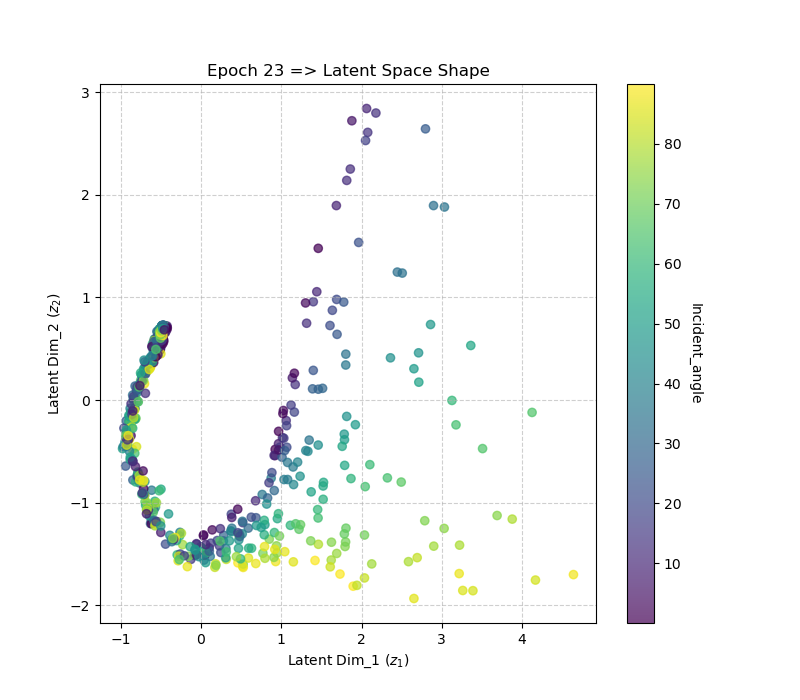 Epoch 23 => Latent Space Shape
3
2
1
0
−1
−2
Latent Dim_2 (z₂)
−1 0 1 2 3 4
Latent Dim_1 (z₁)
80
70
60
50
40
30
20
10
Incident_angle